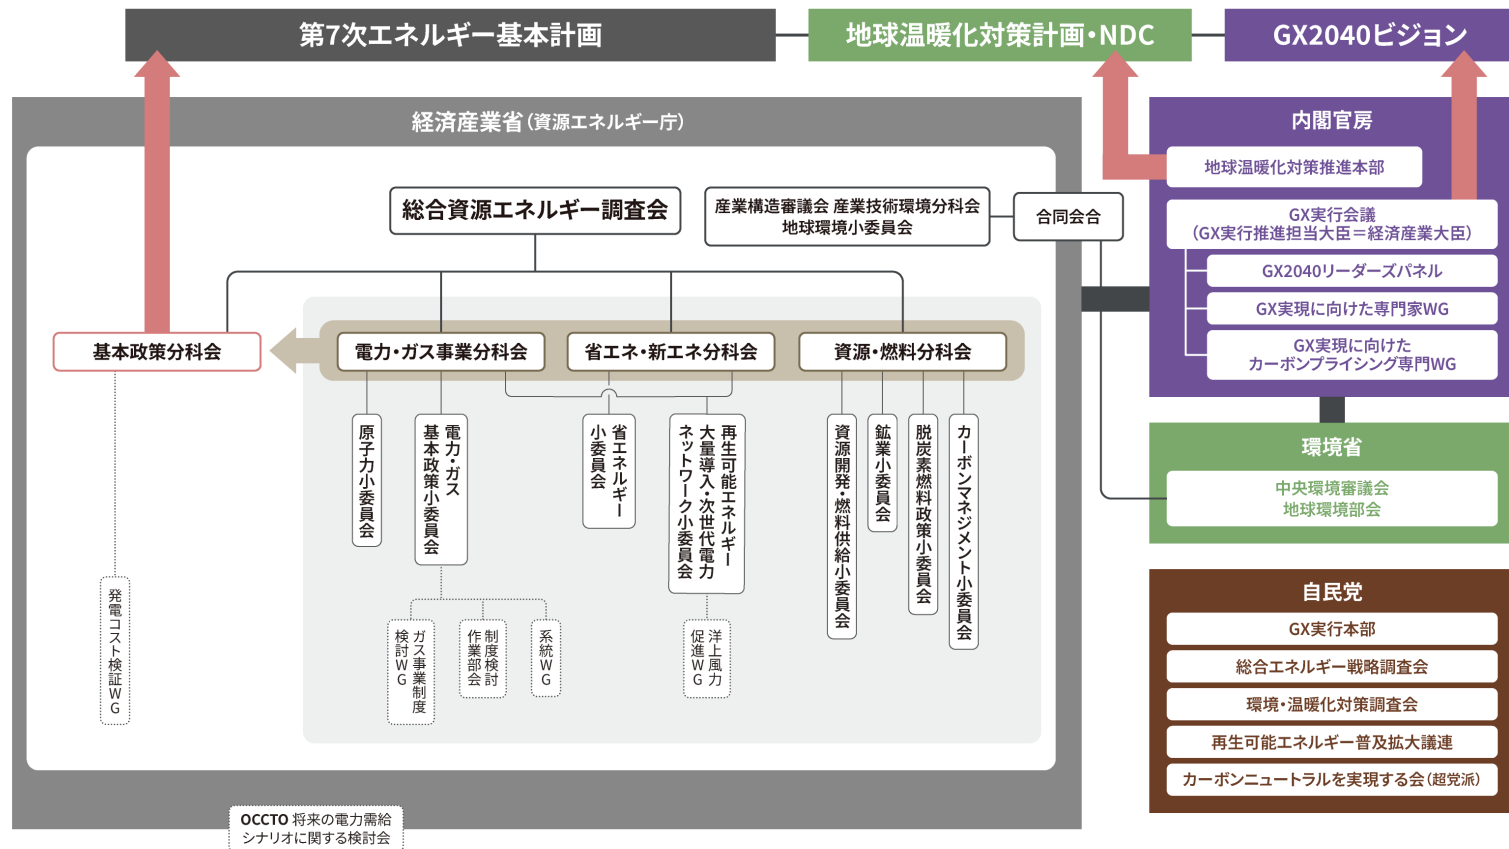 第7次エネルギー基本計画
地球温暖化対策計画・NDC
GX2040ビジョン
経済産業省（資源エネルギー庁）
総合資源エネルギー調査会
産業構造審議会 産業技術環境分科会
地球環境小委員会
合同会合
基本政策分科会
電力・ガス事業分科会
省エネ・新エネ分科会
資源・燃料分科会
原子力小委員会
電力・ガス
基本政策小委員会
省エネルギー
小委員会
再生可能エネルギー
大量導入・次世代電力
ネットワーク小委員会
資源開発・燃料供給小委員会
鉱業小委員会
脱炭素燃料政策小委員会
カーボンマネジメント小委員会
発電コスト検証WG
ガス事業制度
検討WG
制度検討
作業部会
系統WG
洋上風力
促進WG
OCCTO 将来の電力需給
シナリオに関する検討会
内閣官房
地球温暖化対策推進本部
GX実行会議
（GX実行推進担当大臣＝経済産業大臣）
GX2040リーダーズパネル
GX実現に向けた専門家WG
GX実現に向けた
カーボンプライシング専門WG
環境省
中央環境審議会
地球環境部会
自民党
GX実行本部
総合エネルギー戦略調査会
環境・温暖化対策調査会
再生可能エネルギー普及拡大議連
カーボンニュートラルを実現する会（超党派）